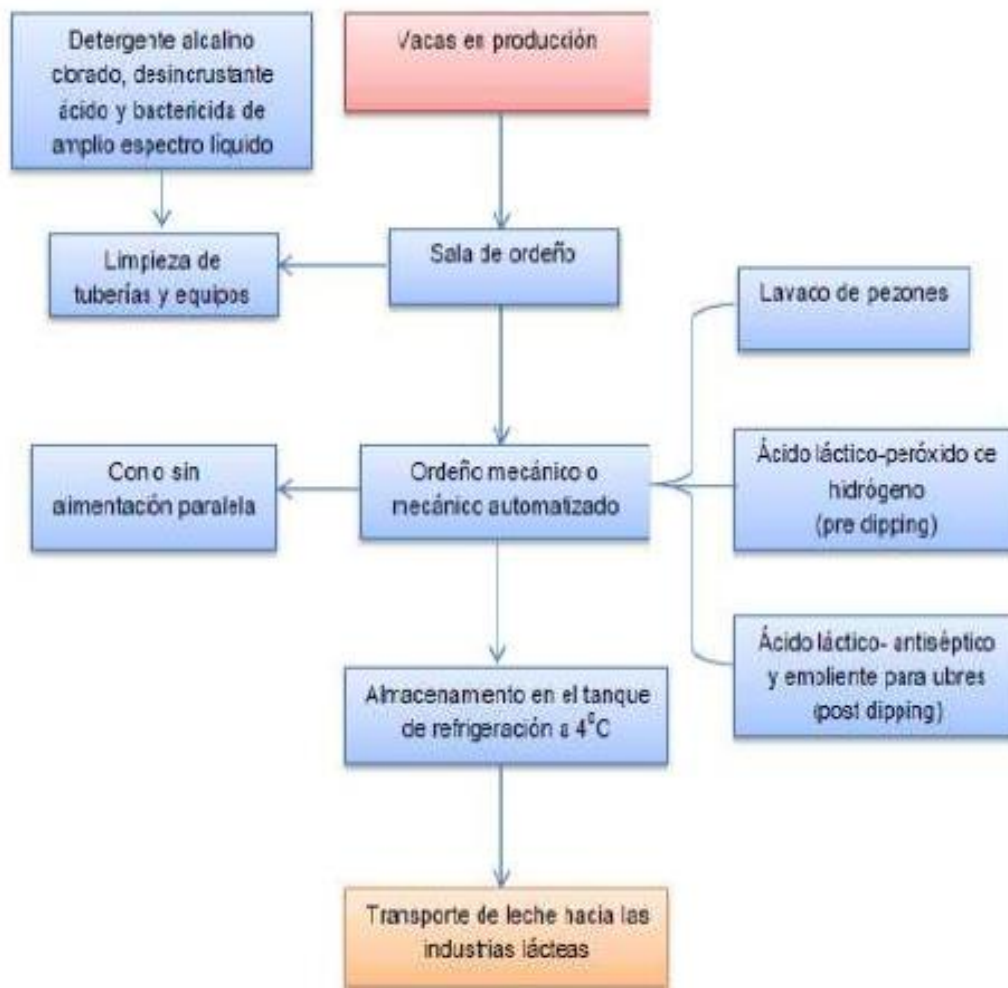 Detergente alcalino
clorado, desincrustante
ácido y bactericida de
amplio espectro líquido
Vacas en producción
Limpieza de
tuberías y equipos
Sala de ordeño
Lavaco de pezones
Con o sin
alimentación paralela
Ordeño mecánico o
mecánico automatizado
Ácido láctico-peróxido de
hidrógeno
(pre dipping)
Ácido láctico- antiséptico
y emoliente para ubres
(post dipping)
Almacenamiento en el tanque
de refrigeración a 4⁰C
Transporte de leche hacia las
industrias lácteas